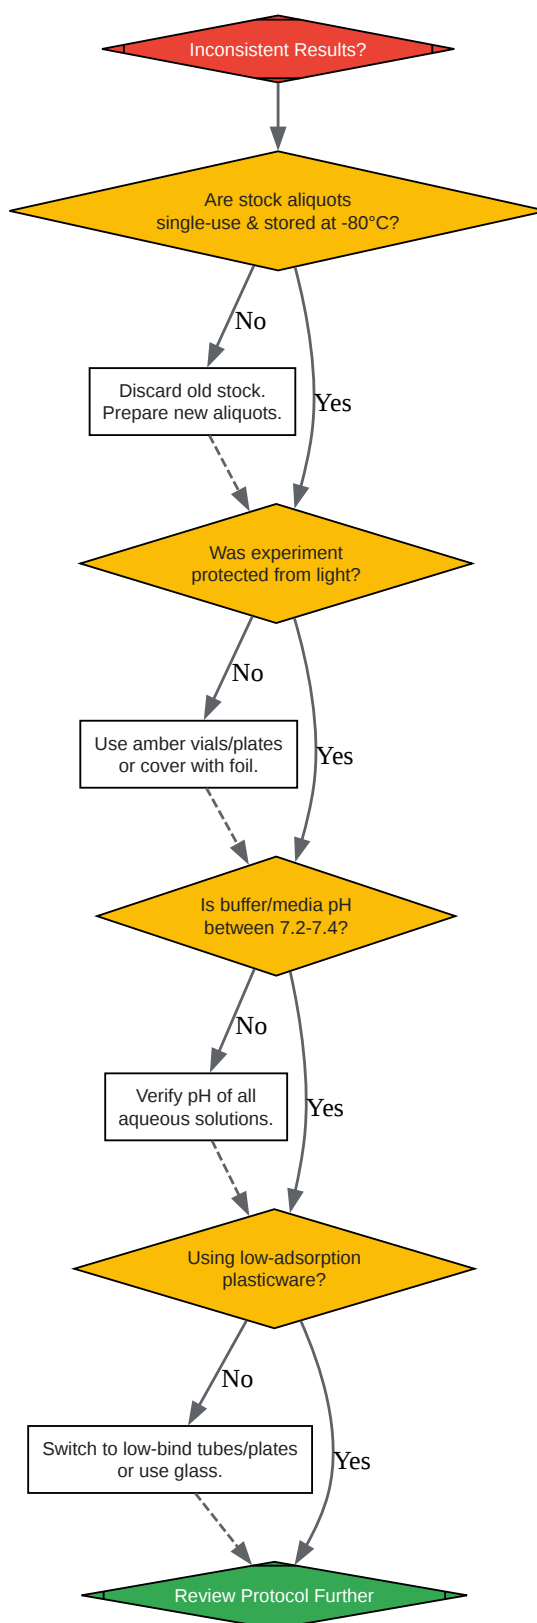 Inconsistent Results?
Are stock aliquots
single-use & stored at -80°C?
No
Discard old stock.
Prepare new aliquots.
Yes
Was experiment
protected from light?
No
Use amber vials/plates
or cover with foil.
Yes
Is buffer/media pH
between 7.2-7.4?
No
Verify pH of all
aqueous solutions.
Yes
Using low-adsorption
plasticware?
No
Switch to low-bind tubes/plates
or use glass.
Yes
Review Protocol Further